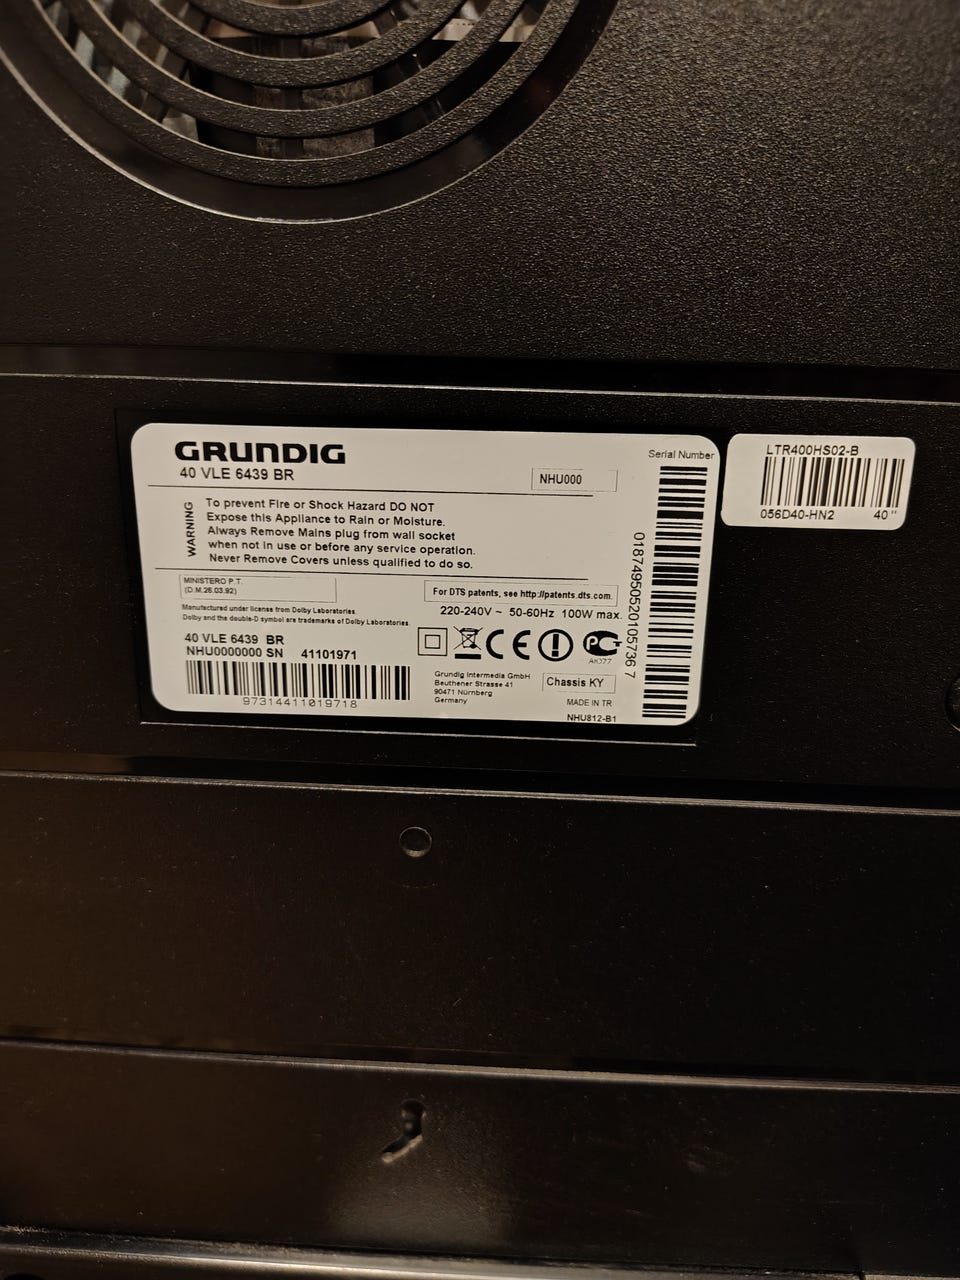 GRUNDIG
40 VLE 6439 BR
NHU000
Serial Number
01874950520105736 7
WARNING
To prevent Fire or Shock Hazard DO NOT
Expose this Appliance to Rain or Moisture.
Always Remove Mains plug from wall socket
when not in use or before any service operation.
Never Remove Covers unless qualified to do so.
MINISTERO P.T.
(D.M.26.03.92)
For DTS patents, see http://patents.dts.com.
Manufactured under license from Dolby Laboratories.
Dolby and the double-D symbol are trademarks of Dolby Laboratories.
220-240V ~ 50-60Hz 100W max.
40 VLE 6439 BR
NHU0000000 SN 41101971
97314411019718
CE
PC
Grundig Intermedia GmbH
Beuthener Strasse 41
90471 Nürnberg
Germany
Chassis KY
MADE IN TR
NHU812-B1
LTR400HS02-B
056D40-HN2 40"